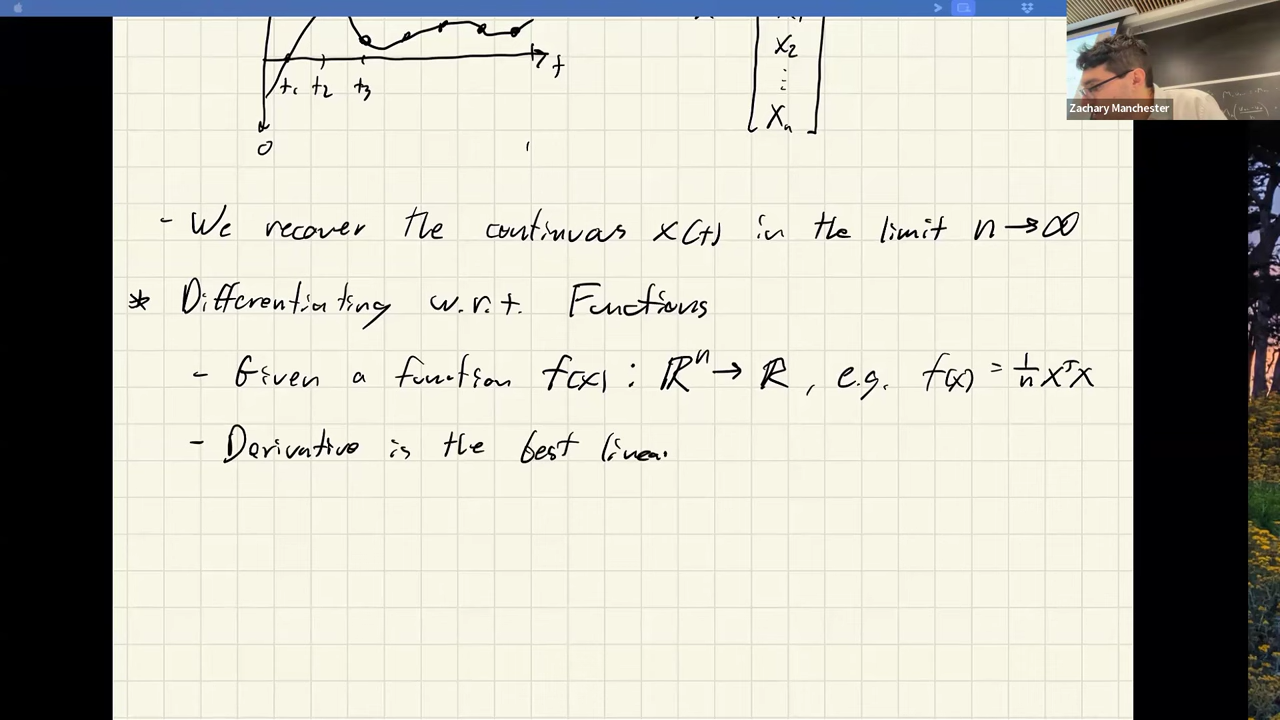 t
t₁ t₂ t₃
0
x₂
⋮
xₙ
- We recover the continuous x(t) in the limit n → ∞
* Differentiating w.r.t. Functions
- Given a function f(x) : ℝⁿ → ℝ , e.g. f(x) = 1/n xᵀx
- Derivative is the best linear
Zachary Manchester